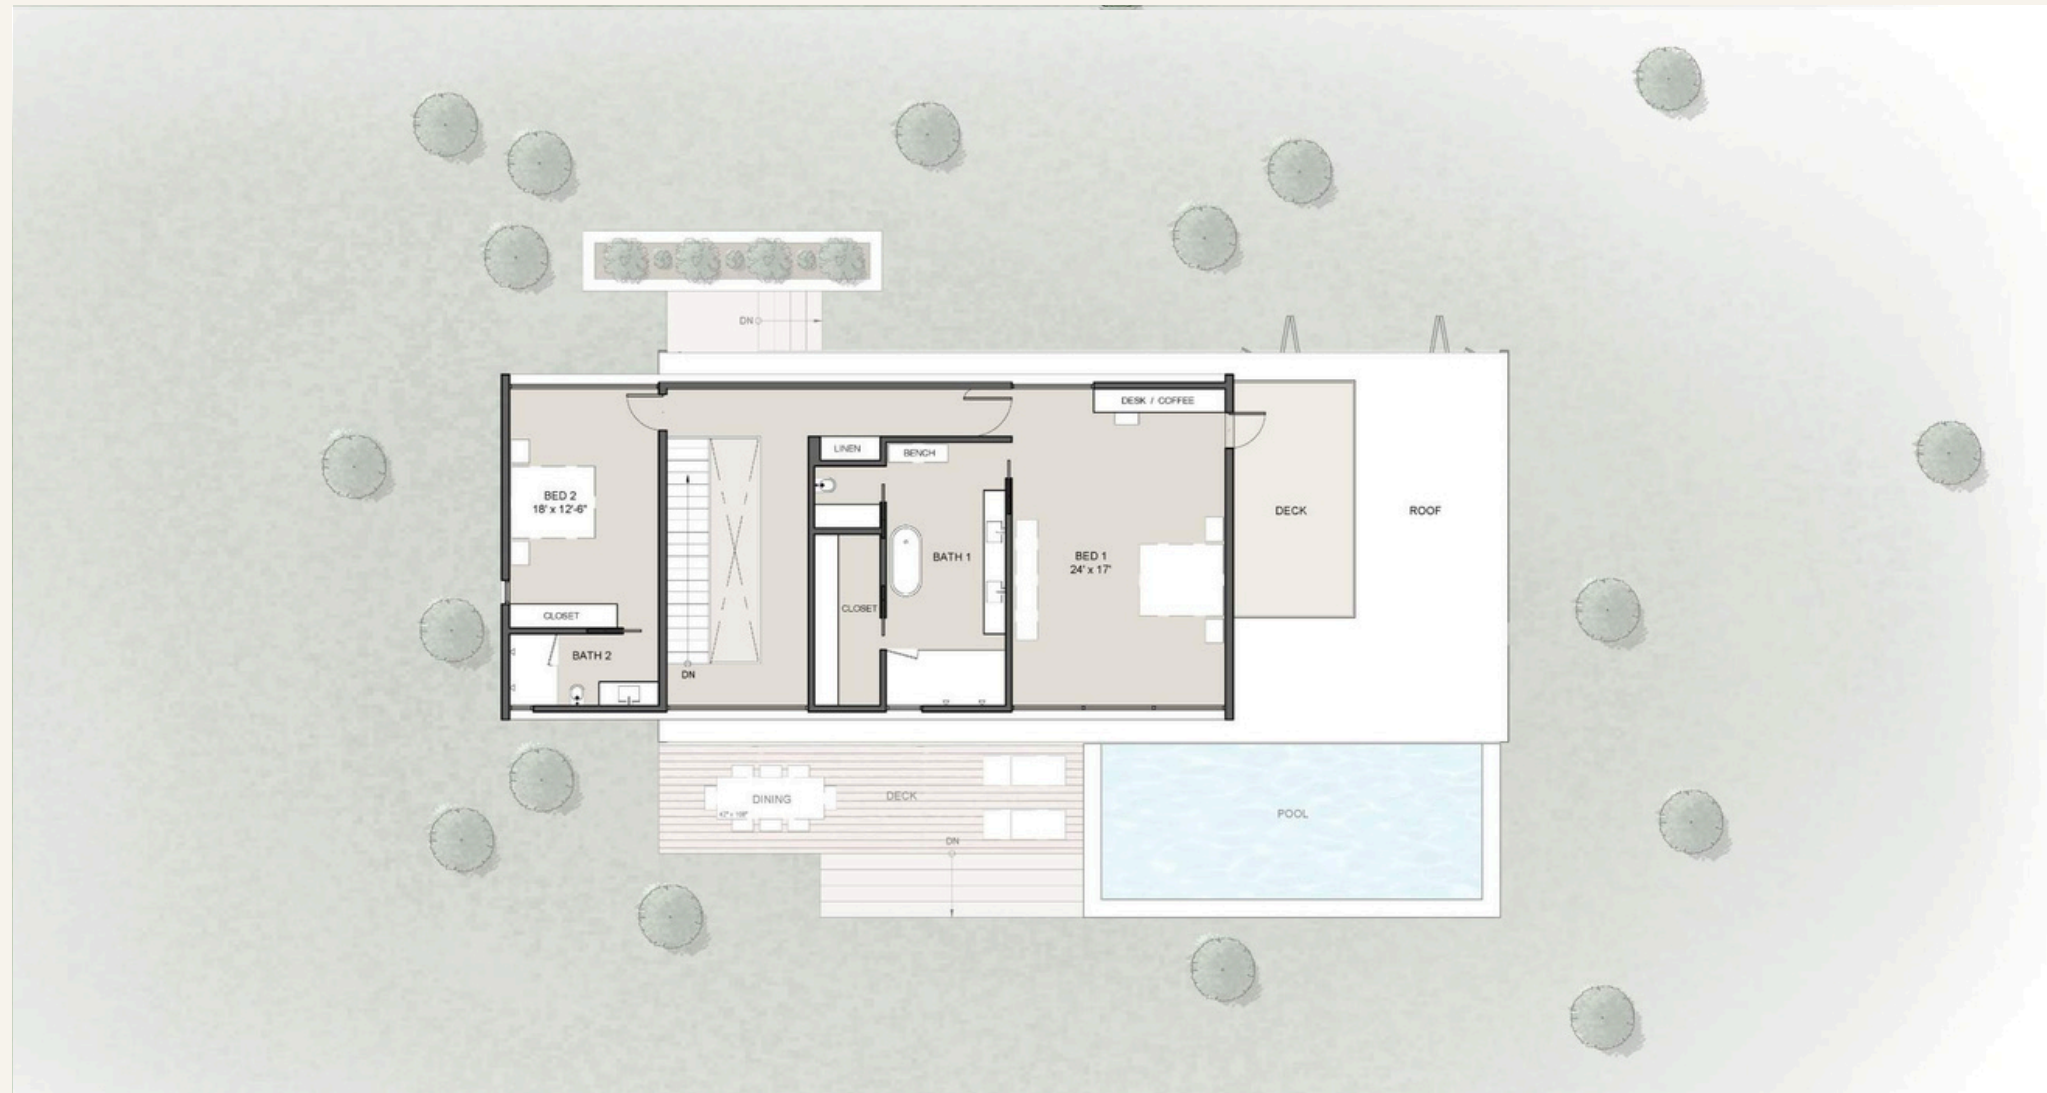 DN
DESK / COFFEE
LINEN
BENCH
BED 2
18' x 12'-6"
DECK
ROOF
BATH 1
BED 1
24' x 17'
CLOSET
CLOSET
BATH 2
DN
DINING
DECK
POOL
DN